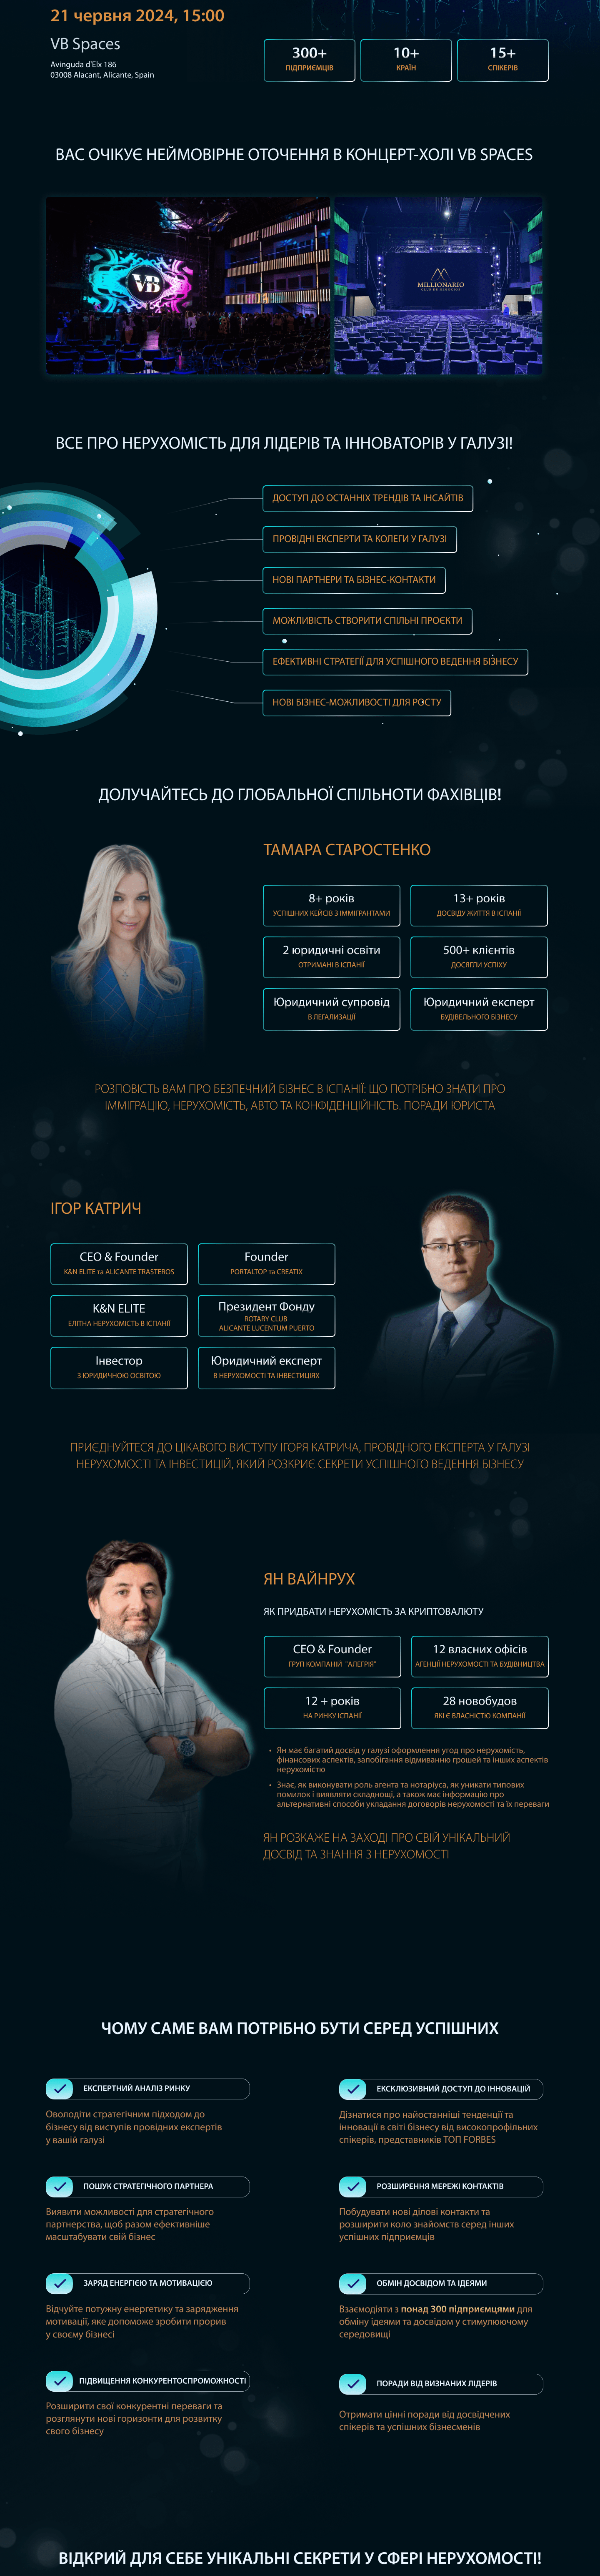 21 червня 2024, 15:00
VB Spaces
Avinguda d'Elx 186
03008 Alacant, Alicante, Spain
300+
ПІДПРИЄМЦІВ
10+
КРАЇН
15+
СПІКЕРІВ
ВАС ОЧІКУЄ НЕЙМОВІРНЕ ОТОЧЕННЯ В КОНЦЕРТ-ХОЛІ VB SPACES
VB
MILLIONARIO
CLUB DE NEGOCIOS
ВСЕ ПРО НЕРУХОМІСТЬ ДЛЯ ЛІДЕРІВ ТА ІННОВАТОРІВ У ГАЛУЗІ!
ДОСТУП ДО ОСТАННІХ ТРЕНДІВ ТА ІНСАЙТІВ
ПРОВІДНІ ЕКСПЕРТИ ТА КОЛЕГИ У ГАЛУЗІ
НОВІ ПАРТНЕРИ ТА БІЗНЕС-КОНТАКТИ
МОЖЛИВІСТЬ СТВОРИТИ СПІЛЬНІ ПРОЄКТИ
ЕФЕКТИВНІ СТРАТЕГІЇ ДЛЯ УСПІШНОГО ВЕДЕННЯ БІЗНЕСУ
НОВІ БІЗНЕС-МОЖЛИВОСТІ ДЛЯ РОСТУ
ДОЛУЧАЙТЕСЬ ДО ГЛОБАЛЬНОЇ СПІЛЬНОТИ ФАХІВЦІВ!
ТАМАРА СТАРОСТЕНКО
8+ років
УСПІШНИХ КЕЙСІВ З ІММІГРАНТАМИ
13+ років
ДОСВІДУ ЖИТТЯ В ІСПАНІЇ
2 юридичні освіти
ОТРИМАНІ В ІСПАНІЇ
500+ клієнтів
ДОСЯГЛИ УСПІХУ
Юридичний супровід
В ЛЕГАЛИЗАЦІЇ
Юридичний експерт
БУДІВЕЛЬНОГО БІЗНЕСУ
РОЗПОВІСТЬ ВАМ ПРО БЕЗПЕЧНИЙ БІЗНЕС В ІСПАНІЇ: ЩО ПОТРІБНО ЗНАТИ ПРО
ІММІГРАЦІЮ, НЕРУХОМІСТЬ, АВТО ТА КОНФІДЕНЦІЙНІСТЬ. ПОРАДИ ЮРИСТА
ІГОР КАТРИЧ
CEO & Founder
K&N ELITE та ALICANTE TRASTEROS
Founder
PORTALTOP та CREATIX
K&N ELITE
ЕЛІТНА НЕРУХОМІСТЬ В ІСПАНІЇ
Президент Фонду
ROTARY CLUB
ALICANTE LUCENTUM PUERTO
Інвестор
З ЮРИДИЧНОЮ ОСВІТОЮ
Юридичний експерт
В НЕРУХОМОСТІ ТА ІНВЕСТИЦІЯХ
ПРИЄДНУЙТЕСЯ ДО ЦІКАВОГО ВИСТУПУ ІГОРЯ КАТРИЧА, ПРОВІДНОГО ЕКСПЕРТА У ГАЛУЗІ
НЕРУХОМОСТІ ТА ІНВЕСТИЦІЙ, ЯКИЙ РОЗКРИЄ СЕКРЕТИ УСПІШНОГО ВЕДЕННЯ БІЗНЕСУ
ЯН ВАЙНРУХ
ЯК ПРИДБАТИ НЕРУХОМІСТЬ ЗА КРИПТОВАЛЮТУ
CEO & Founder
ГРУП КОМПАНІЙ "АЛЕГРІЯ"
12 власних офісів
АГЕНЦІЇ НЕРУХОМОСТІ ТА БУДІВНИЦТВА
12 + років
НА РИНКУ ІСПАНІЇ
28 новобудов
ЯКІ Є ВЛАСНІСТЮ КОМПАНІЇ
• Ян має багатий досвід у галузі оформлення угод про нерухомість,
фінансових аспектів, запобігання відмиванню грошей та інших аспектів
нерухомістю
• Знає, як виконувати роль агента та нотаріуса, як уникати типових
помилок і виявляти складнощі, а також має інформацію про
альтернативні способи укладання договорів нерухомості та їх переваги
ЯН РОЗКАЖЕ НА ЗАХОДІ ПРО СВІЙ УНІКАЛЬНИЙ
ДОСВІД ТА ЗНАННЯ З НЕРУХОМОСТІ
ЧОМУ САМЕ ВАМ ПОТРІБНО БУТИ СЕРЕД УСПІШНИХ
ЕКСПЕРТНИЙ АНАЛІЗ РИНКУ
Оволодіти стратегічним підходом до
бізнесу від виступів провідних експертів
у вашій галузі
ЕКСКЛЮЗИВНИЙ ДОСТУП ДО ІННОВАЦІЙ
Дізнатися про найостанніші тенденції та
інновації в світі бізнесу від високопрофільних
спікерів, представників ТОП FORBES
ПОШУК СТРАТЕГІЧНОГО ПАРТНЕРА
Виявити можливості для стратегічного
партнерства, щоб разом ефективніше
масштабувати свій бізнес
РОЗШИРЕННЯ МЕРЕЖІ КОНТАКТІВ
Побудувати нові ділові контакти та
розширити коло знайомств серед інших
успішних підприємців
ЗАРЯД ЕНЕРГІЄЮ ТА МОТИВАЦІЄЮ
Відчуйте потужну енергетику та зарядження
мотивації, яке допоможе зробити прорив
у своєму бізнесі
ОБМІН ДОСВІДОМ ТА ІДЕЯМИ
Взаємодіяти з понад 300 підприємцями для
обміну ідеями та досвідом у стимулюючому
середовищі
ПІДВИЩЕННЯ КОНКУРЕНТОСПРОМОЖНОСТІ
Розширити свої конкурентні переваги та
розглянути нові горизонти для розвитку
свого бізнесу
ПОРАДИ ВІД ВИЗНАНИХ ЛІДЕРІВ
Отримати цінні поради від досвідчених
спікерів та успішних бізнесменів
ВІДКРИЙ ДЛЯ СЕБЕ УНІКАЛЬНІ СЕКРЕТИ У СФЕРІ НЕРУХОМОСТІ!